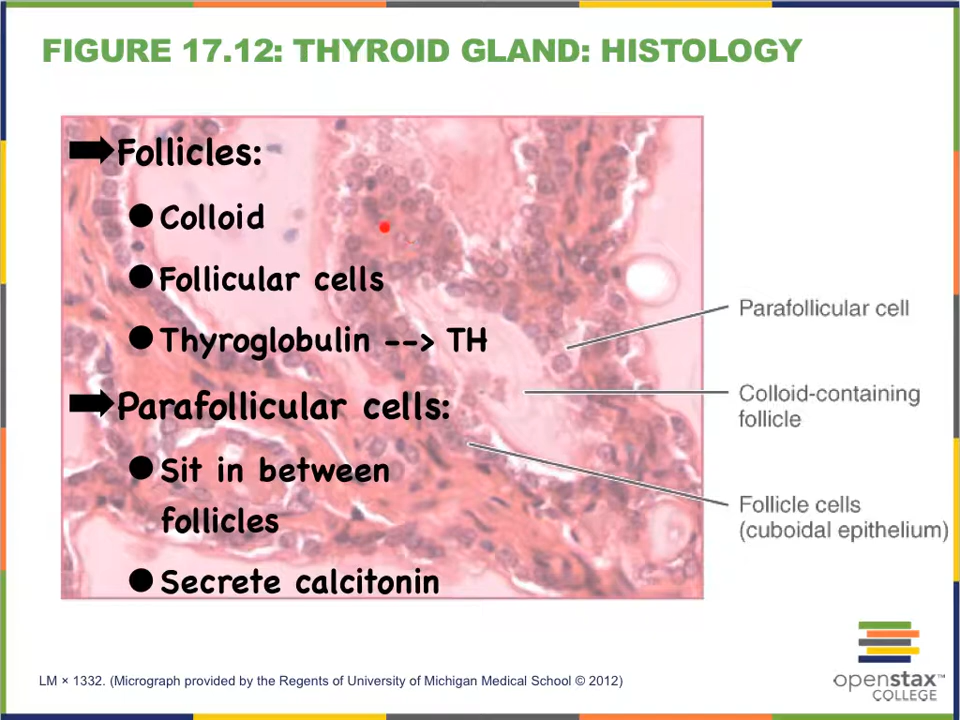 FIGURE 17.12: THYROID GLAND: HISTOLOGY
Follicles:
Colloid
Follicular cells
Thyroglobulin --> TH
Parafollicular cells:
Sit in between
follicles
Secrete calcitonin
Parafollicular cell
Colloid-containing
follicle
Follicle cells
(cuboidal epithelium)
LM × 1332. (Micrograph provided by the Regents of University of Michigan Medical School © 2012)
openstax™
COLLEGE